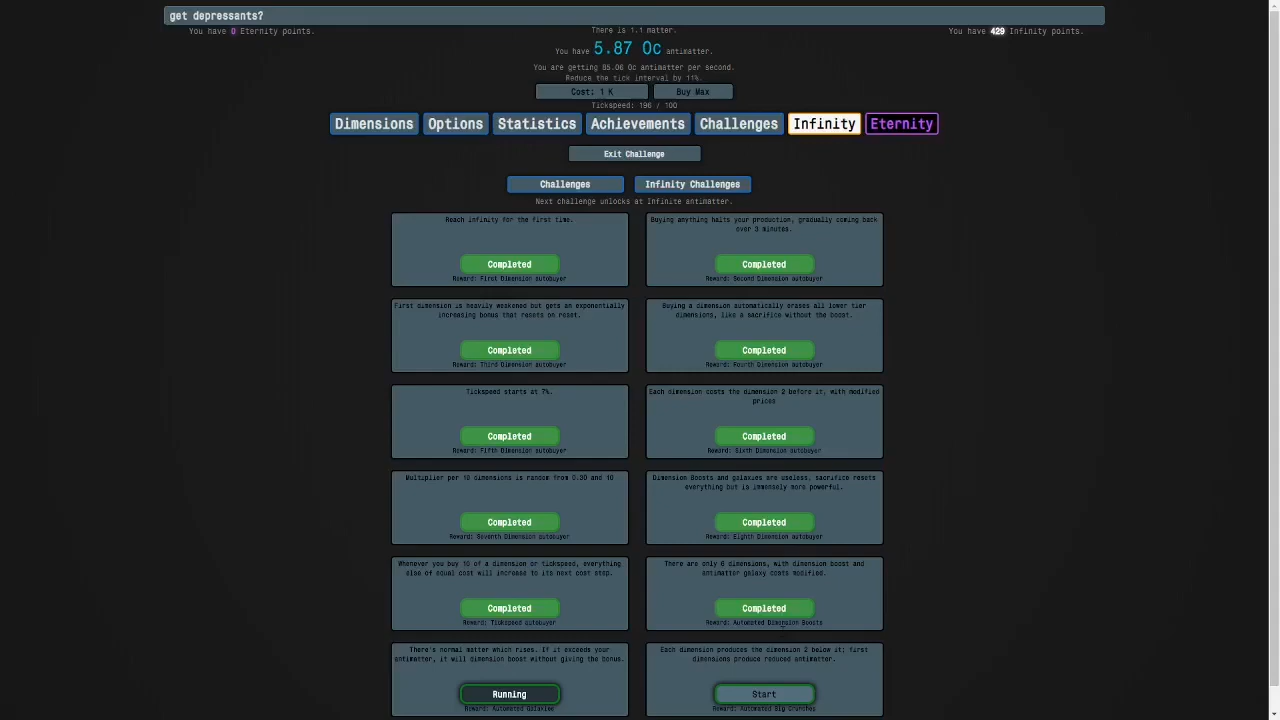 get depressants?
You have 0 Eternity points.
There is 1.1 matter.
You have 429 Infinity points.
You have 5.87 Oc antimatter.
You are getting 85.06 Oc antimatter per second.
Reduce the tick interval by 11%.
Cost: 1 K
Buy Max
Tickspeed: 196 / 100
Dimensions
Options
Statistics
Achievements
Challenges
Infinity
Eternity
Exit Challenge
Challenges
Infinity Challenges
Next challenge unlocks at Infinite antimatter.
Reach infinity for the first time.
Completed
Reward: First Dimension autobuyer
Buying anything halts your production, gradually coming back
over 3 minutes.
Completed
Reward: Second Dimension autobuyer
First dimension is heavily weakened but gets an exponentially
increasing bonus that resets on reset.
Completed
Reward: Third Dimension autobuyer
Buying a dimension automatically erases all lower tier
dimensions, like a sacrifice without the boost.
Completed
Reward: Fourth Dimension autobuyer
Tickspeed starts at 7%.
Completed
Reward: Fifth Dimension autobuyer
Each dimension costs the dimension 2 before it, with modified
prices
Completed
Reward: Sixth Dimension autobuyer
Multiplier per 10 dimensions is random from 0.30 and 10
Completed
Reward: Seventh Dimension autobuyer
Dimension Boosts and galaxies are useless, sacrifice resets
everything but is immensely more powerful.
Completed
Reward: Eighth Dimension autobuyer
Whenever you buy 10 of a dimension or tickspeed, everything
else of equal cost will increase to its next cost step.
Completed
Reward: Tickspeed autobuyer
There are only 6 dimensions, with dimension boost and
antimatter galaxy costs modified.
Completed
Reward: Automated Dimension Boosts
There's normal matter which rises. If it exceeds your
antimatter, it will dimension boost without giving the bonus.
Running
Reward: Automated Galaxies
Each dimension produces the dimension 2 below it; first
dimensions produce reduced antimatter.
Start
Reward: Automated Big Crunches